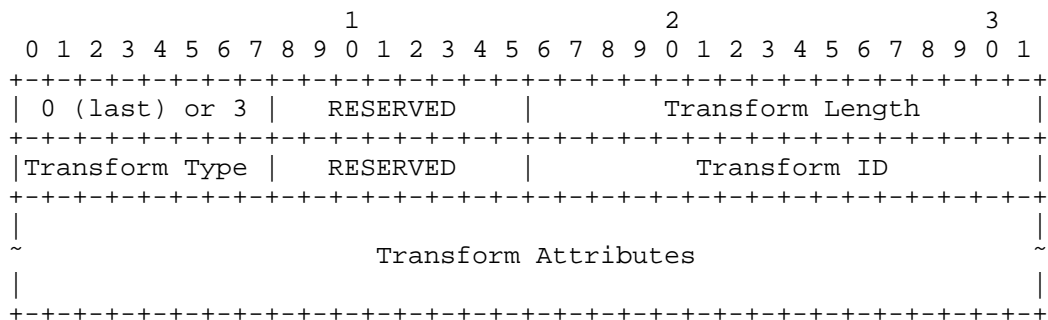 1                   2                   3
 0 1 2 3 4 5 6 7 8 9 0 1 2 3 4 5 6 7 8 9 0 1 2 3 4 5 6 7 8 9 0 1
+-+-+-+-+-+-+-+-+-+-+-+-+-+-+-+-+-+-+-+-+-+-+-+-+-+-+-+-+-+-+-+-+
| 0 (last) or 3 |   RESERVED    |        Transform Length       |
+-+-+-+-+-+-+-+-+-+-+-+-+-+-+-+-+-+-+-+-+-+-+-+-+-+-+-+-+-+-+-+-+
|Transform Type |   RESERVED    |          Transform ID         |
+-+-+-+-+-+-+-+-+-+-+-+-+-+-+-+-+-+-+-+-+-+-+-+-+-+-+-+-+-+-+-+-+
|                                                               |
~                      Transform Attributes                     ~
|                                                               |
+-+-+-+-+-+-+-+-+-+-+-+-+-+-+-+-+-+-+-+-+-+-+-+-+-+-+-+-+-+-+-+-+